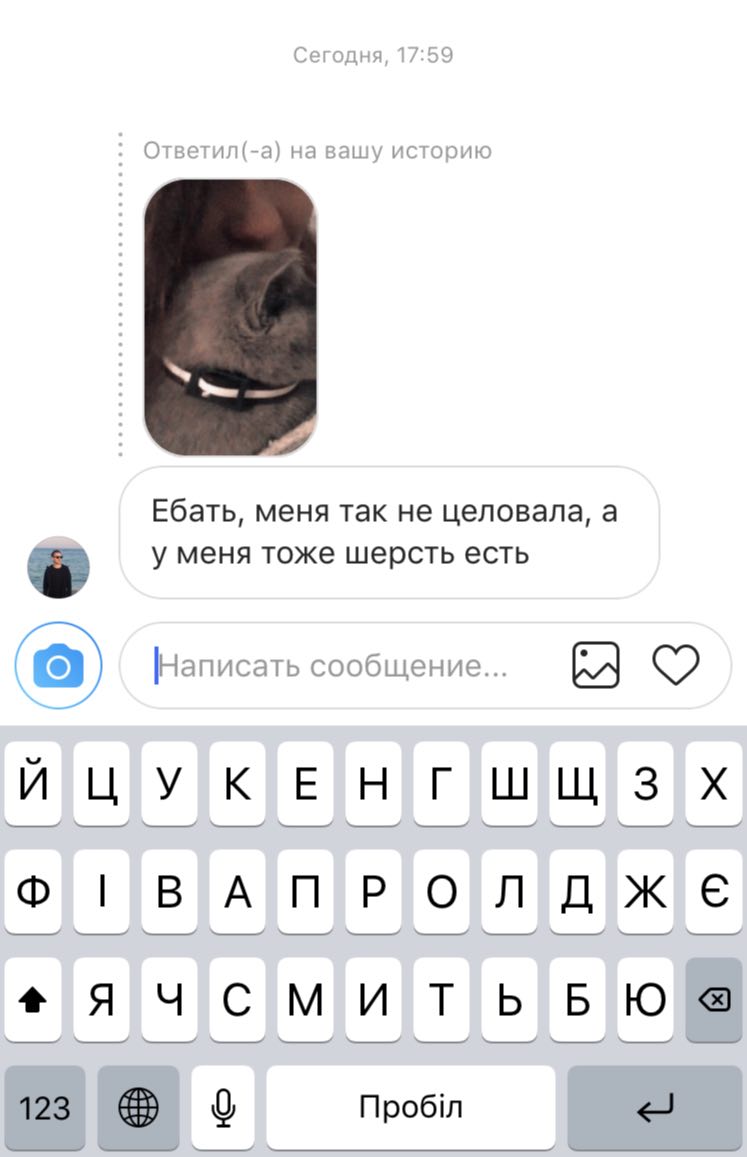 Сегодня, 17:59
Ответил(-а) на вашу историю
Ебать, меня так не целовала, а
у меня тоже шерсть есть
Написать сообщение...
Й Ц У К Е Н Г Ш Щ З Х
Ф І В А П Р О Л Д Ж Є
Я Ч С М И Т Ь Б Ю
123 Пробіл